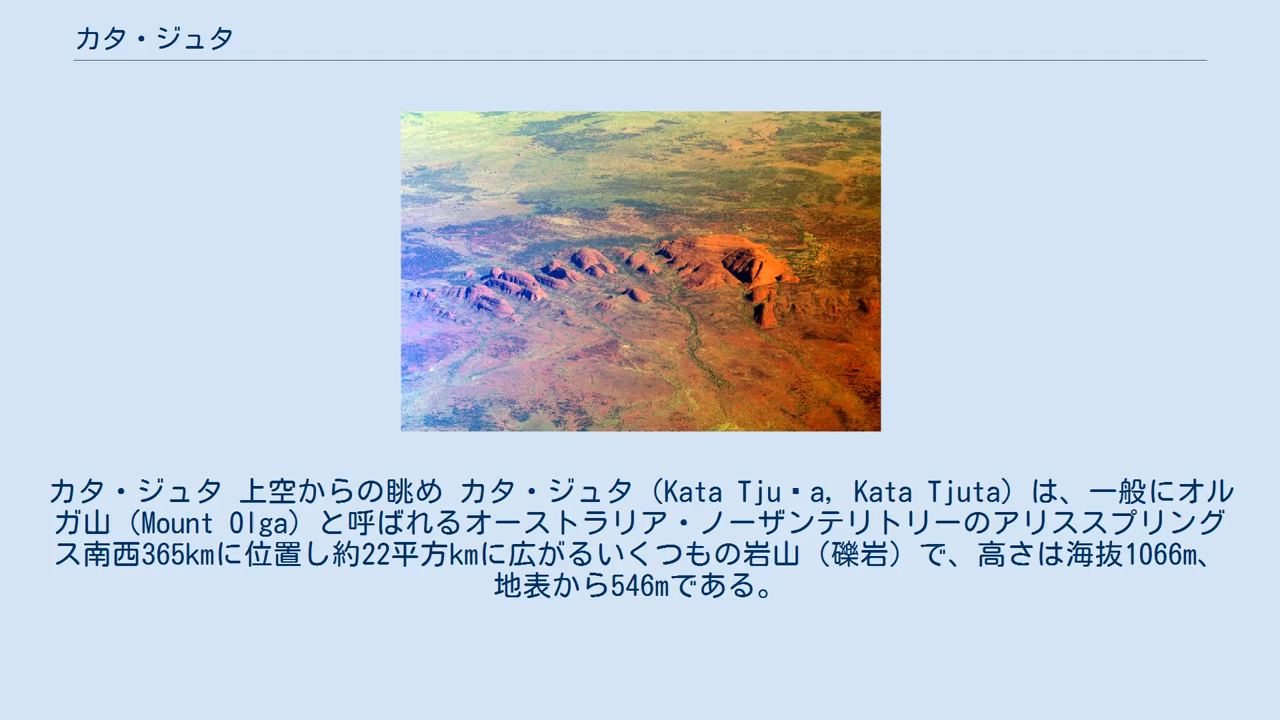 カタ・ジュタ
カタ・ジュタ 上空からの眺め カタ・ジュタ（Kata Tju▪a, Kata Tjuta）は、一般にオル
ガ山（Mount Olga）と呼ばれるオーストラリア・ノーザンテリトリーのアリススプリング
ス南西365kmに位置し約22平方kmに広がるいくつもの岩山（礫岩）で、高さは海抜1066m、
地表から546mである。